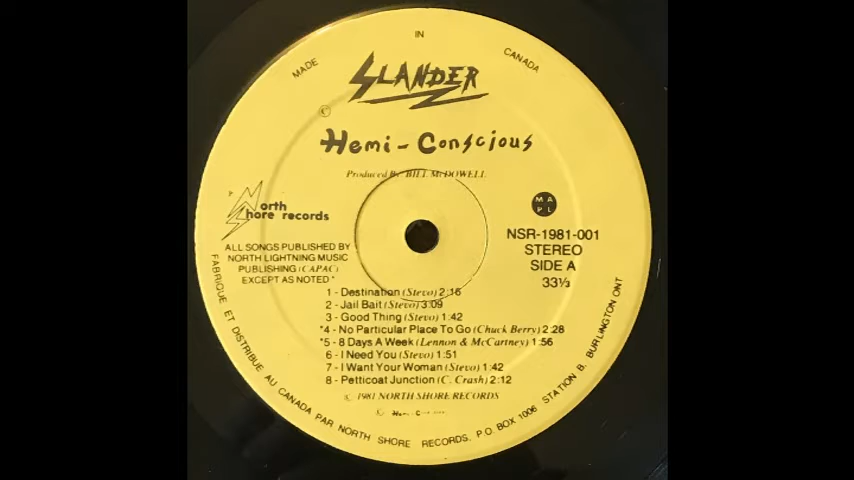 MADE IN CANADA
SLANDER
©
Hemi-Conscious
Produced By: BILL McDOWELL
North
Shore records
MA
PL
NSR-1981-001
STEREO
SIDE A
33⅓
ALL SONGS PUBLISHED BY
NORTH LIGHTNING MUSIC
PUBLISHING (CAPAC)
EXCEPT AS NOTED *
1 - Destination (Stevo) 2:16
2 - Jail Bait (Stevo) 3:09
3 - Good Thing (Stevo) 1:42
*4 - No Particular Place To Go (Chuck Berry) 2:28
*5 - 8 Days A Week (Lennon & McCartney) 1:56
6 - I Need You (Stevo) 1:51
7 - I Want Your Woman (Stevo) 1:42
8 - Petticoat Junction (C. Crash) 2:12
© 1981 NORTH SHORE RECORDS
©
FABRIQUE ET DISTRIBUE AU CANADA PAR NORTH SHORE RECORDS. P.O. BOX 1006 STATION B. BURLINGTON ONT